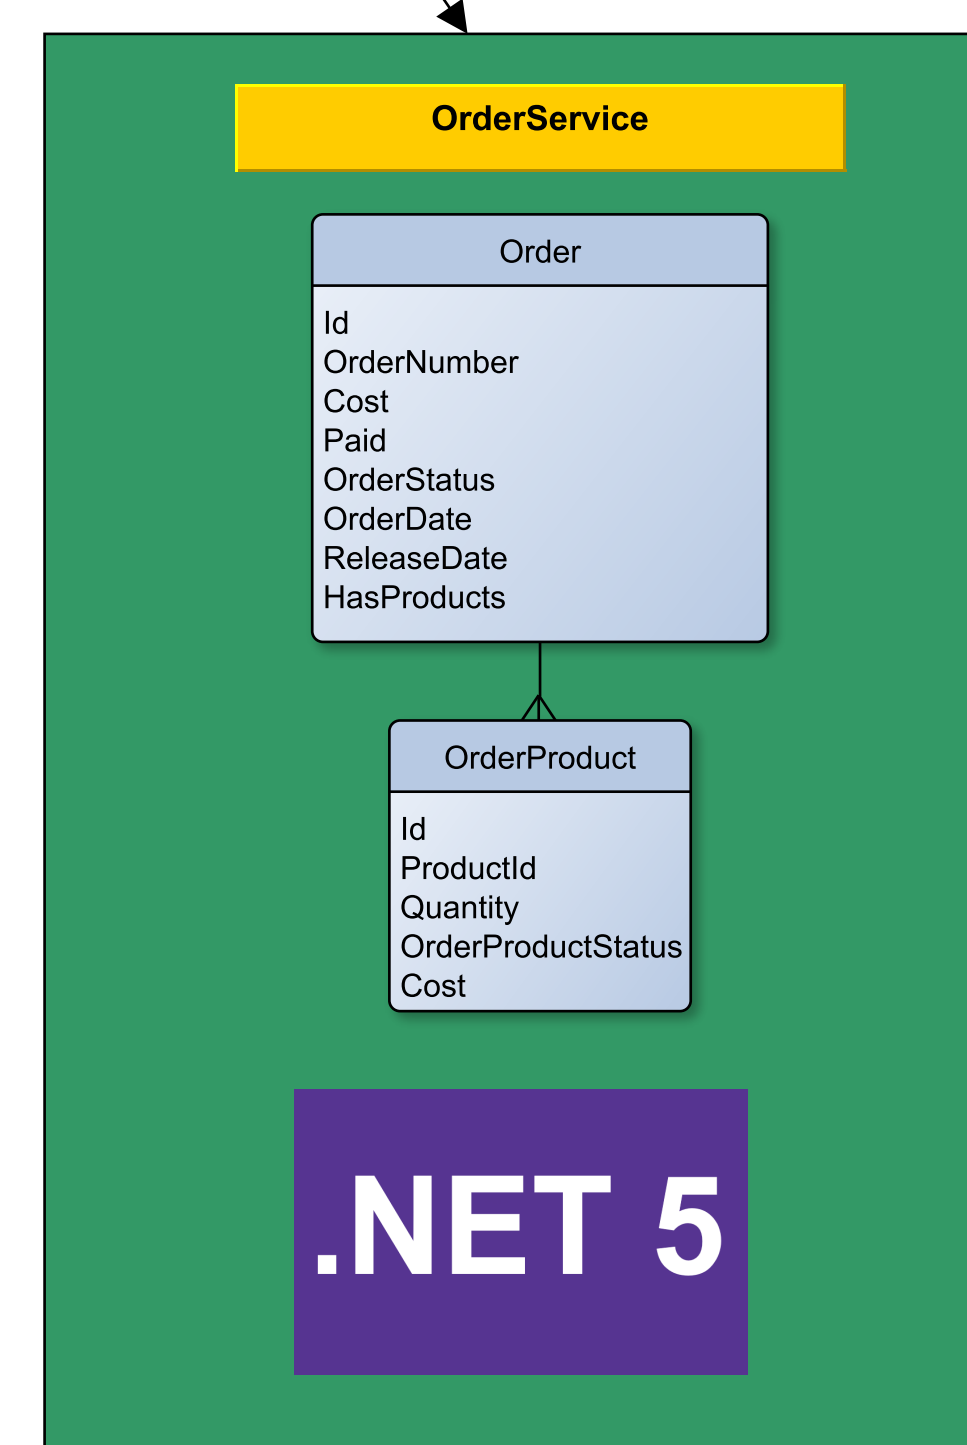 OrderService
Order
Id
OrderNumber
Cost
Paid
OrderStatus
OrderDate
ReleaseDate
HasProducts
OrderProduct
Id
ProductId
Quantity
OrderProductStatus
Cost
.NET 5